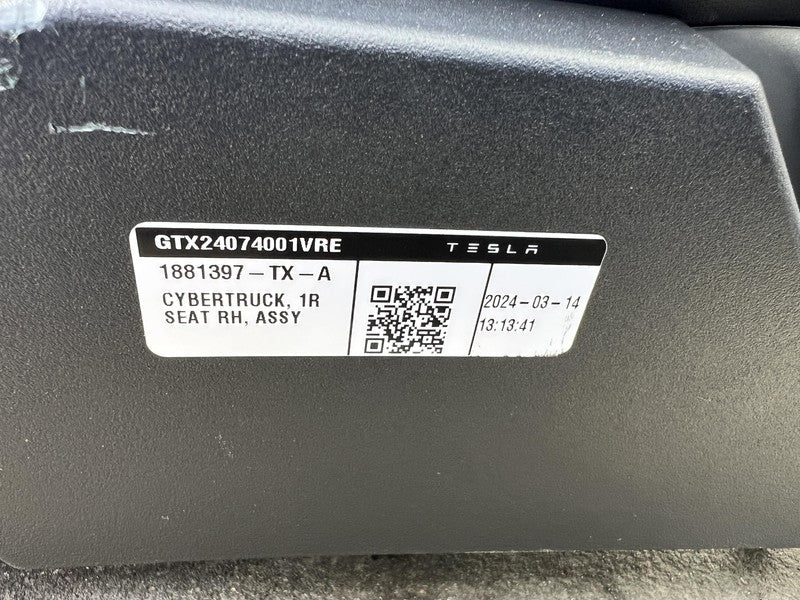 GTX24074001VRE TESLA
1881397-TX-A
CYBERTRUCK, 1R
SEAT RH, ASSY
2024-03-14
13:13:41